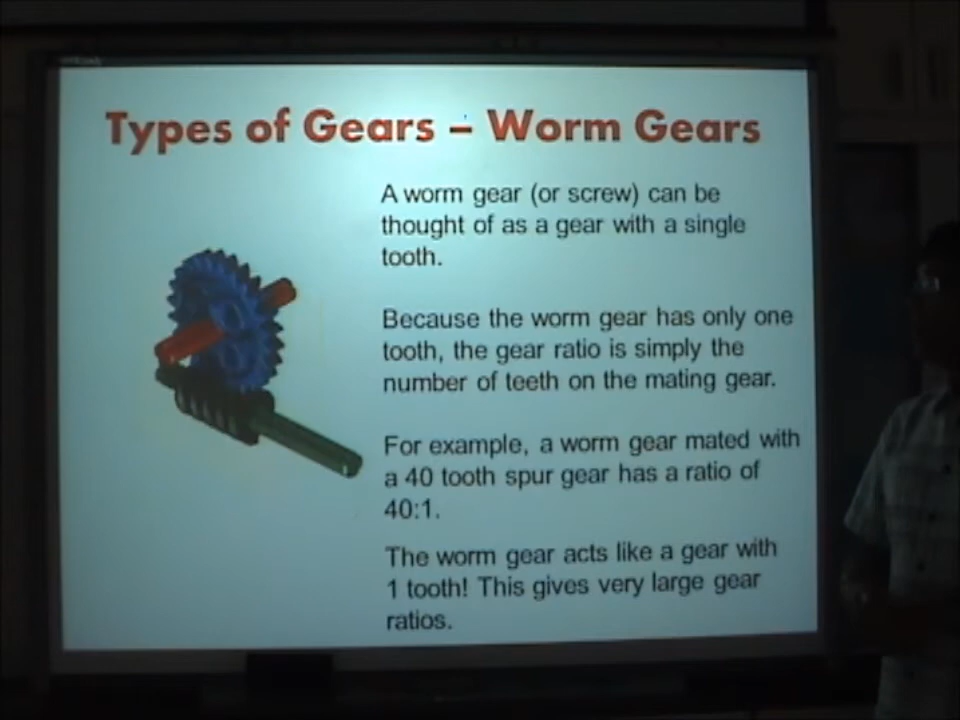 Types of Gears – Worm Gears
A worm gear (or screw) can be
thought of as a gear with a single
tooth.
Because the worm gear has only one
tooth, the gear ratio is simply the
number of teeth on the mating gear.
For example, a worm gear mated with
a 40 tooth spur gear has a ratio of
40:1.
The worm gear acts like a gear with
1 tooth! This gives very large gear
ratios.